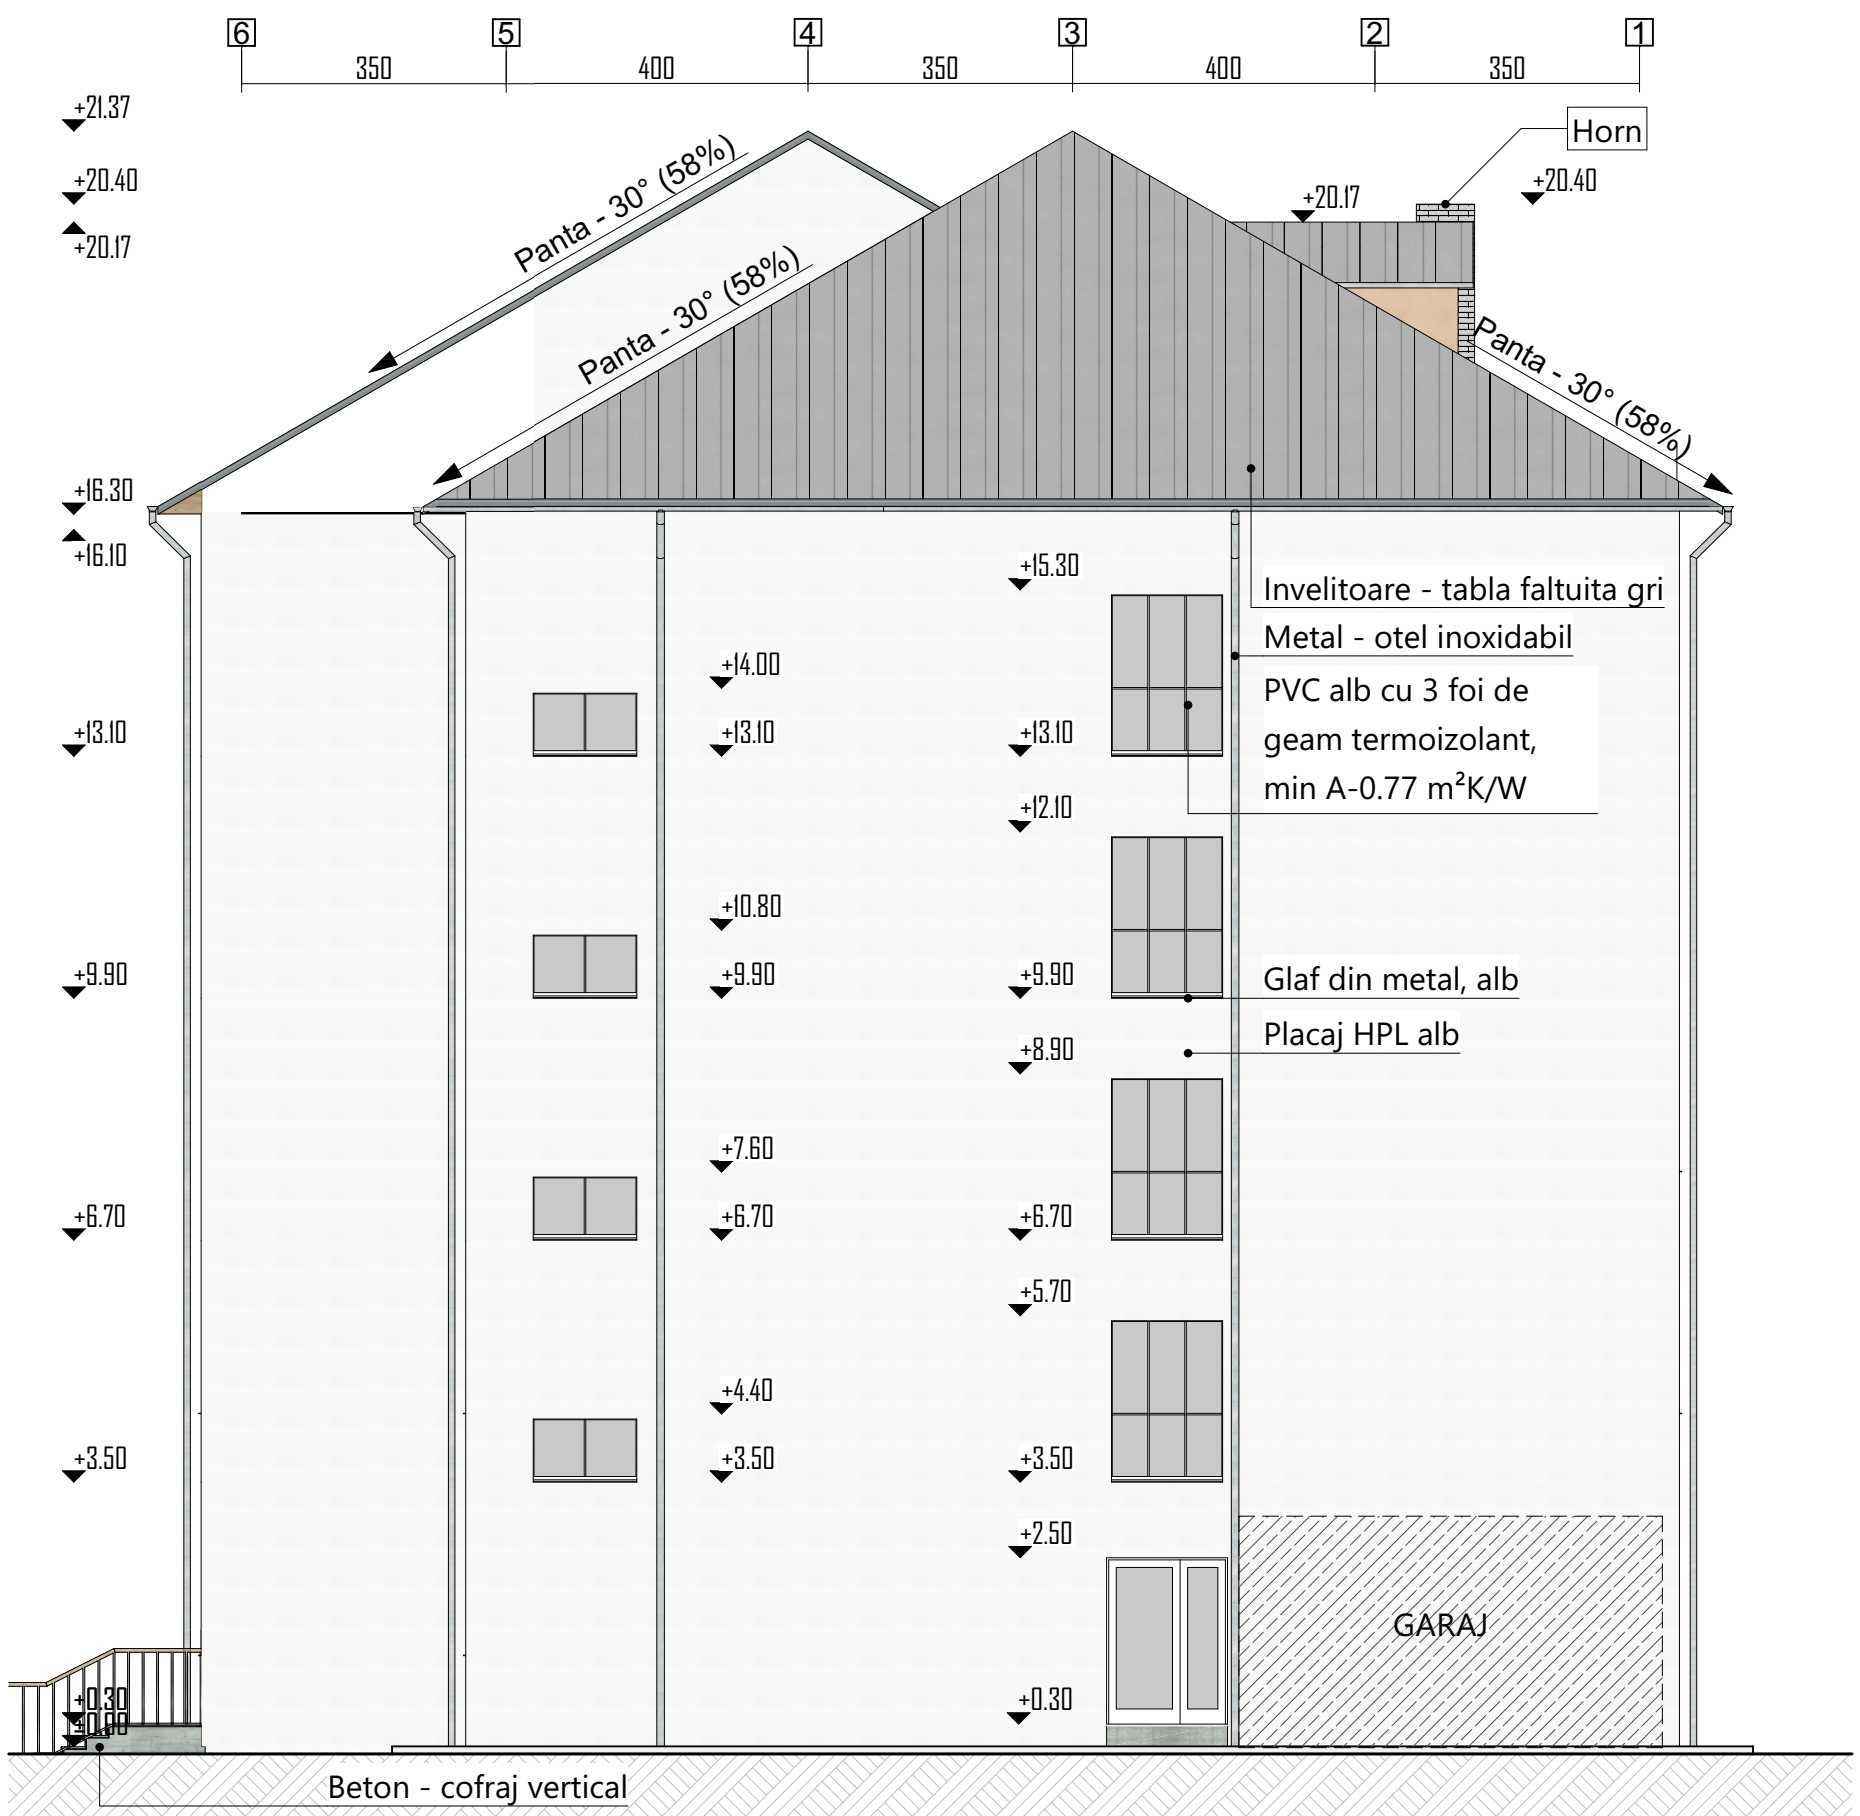 6 5 4 3 2 1
350 400 350 400 350
+21.37
Horn
+20.40
+20.40
+20.17
+20.17
Panta - 30° (58%)
Panta - 30° (58%)
Panta - 30° (58%)
+16.30
+16.10
+15.30
Invelitoare - tabla faltuita gri
Metal - otel inoxidabil
+14.00
PVC alb cu 3 foi de
geam termoizolant,
min A-0.77 m²K/W
+13.10
+13.10
+13.10
+12.10
+10.80
+9.90
+9.90
+9.90
Glaf din metal, alb
Placaj HPL alb
+8.90
+7.60
+6.70
+6.70
+6.70
+5.70
+4.40
+3.50
+3.50
+3.50
+2.50
GARAJ
+0.30
+0.30
±0.00
Beton - cofraj vertical